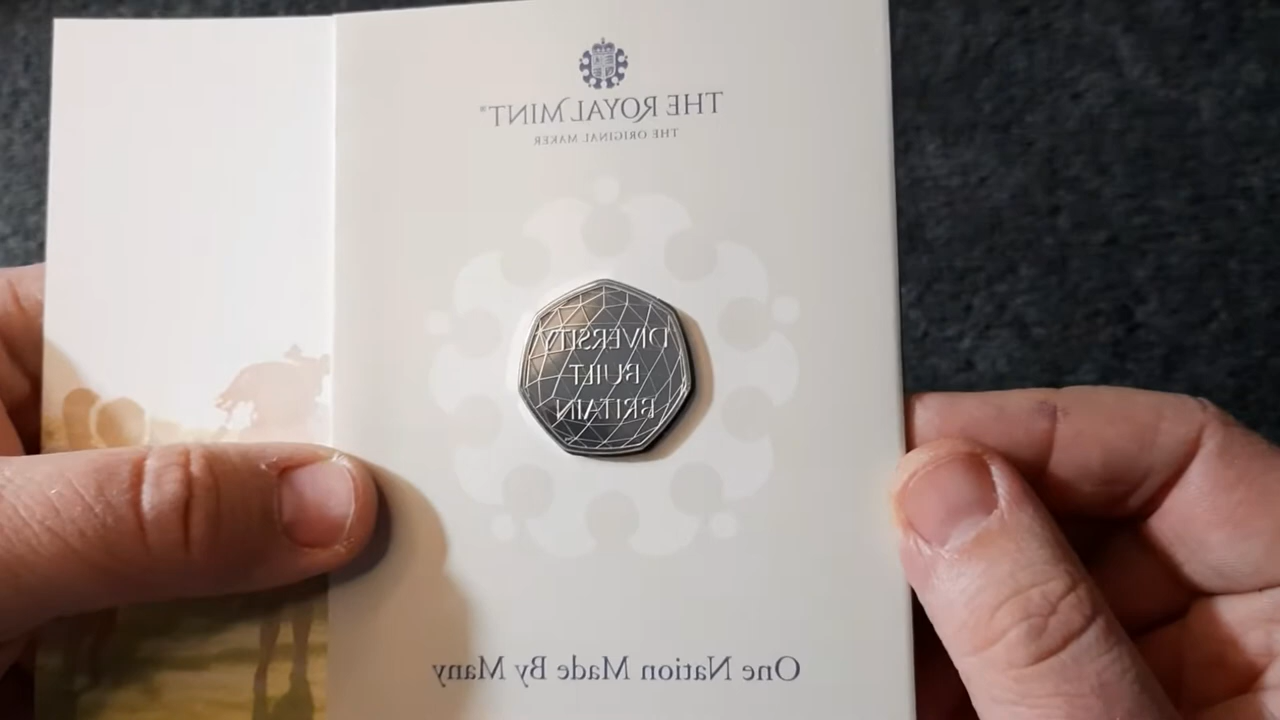 THE ROYAL MINT®
THE ORIGINAL MAKER
DIVERSITY
BUILT
BRITAIN
One Nation Made By Many